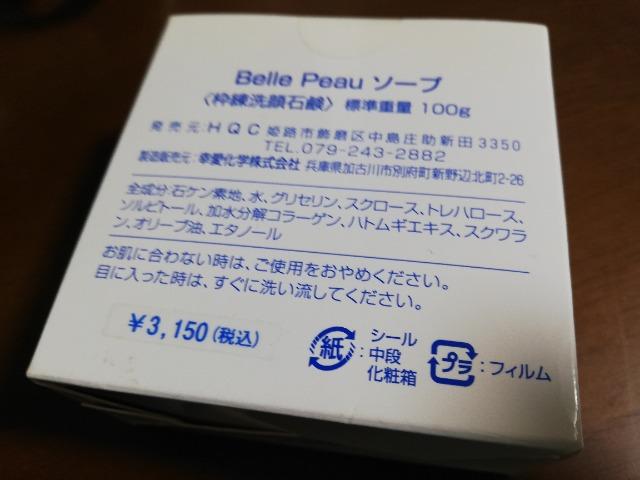 Belle Peau ソープ
〈枠練洗顔石鹸〉標準重量 100g
発売元:HQC 姫路市飾磨区中島庄助新田3350
TEL.079-243-2882
製造販売元:幸愛化学株式会社 兵庫県加古川市別府町新野辺北町2-26
全成分:石ケン素地、水、グリセリン、スクロース、トレハロース、
ソルビトール、加水分解コラーゲン、ハトムギエキス、スクワラ
ン、オリーブ油、エタノール
お肌に合わない時は、ご使用をおやめください。
目に入った時は、すぐに洗い流してください。
¥3,150(税込)
紙:シール
中段
化粧箱
プラ:フィルム